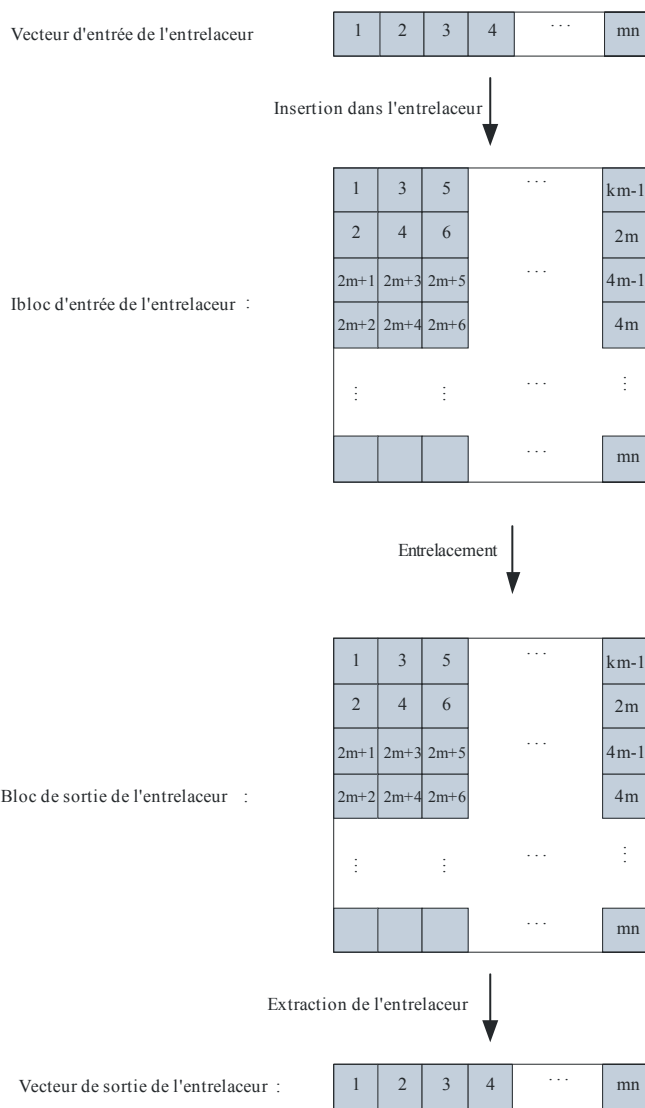 Vecteur d'entrée de l'entrelaceur 1 2 3 4 ... mn
Insertion dans l'entrelaceur
1 3 5 ... km-1
2 4 6 2m
2m+1 2m+3 2m+5 ... 4m-1
Ibloc d'entrée de l'entrelaceur :
2m+2 2m+4 2m+6 4m
⋮ ⋮ ... ⋮
... mn
Entrelacement
1 3 5 ... km-1
2 4 6 2m
2m+1 2m+3 2m+5 ... 4m-1
Bloc de sortie de l'entrelaceur : 2m+2 2m+4 2m+6 4m
⋮ ⋮ ... ⋮
... mn
Extraction de l'entrelaceur
Vecteur de sortie de l'entrelaceur : 1 2 3 4 ... mn